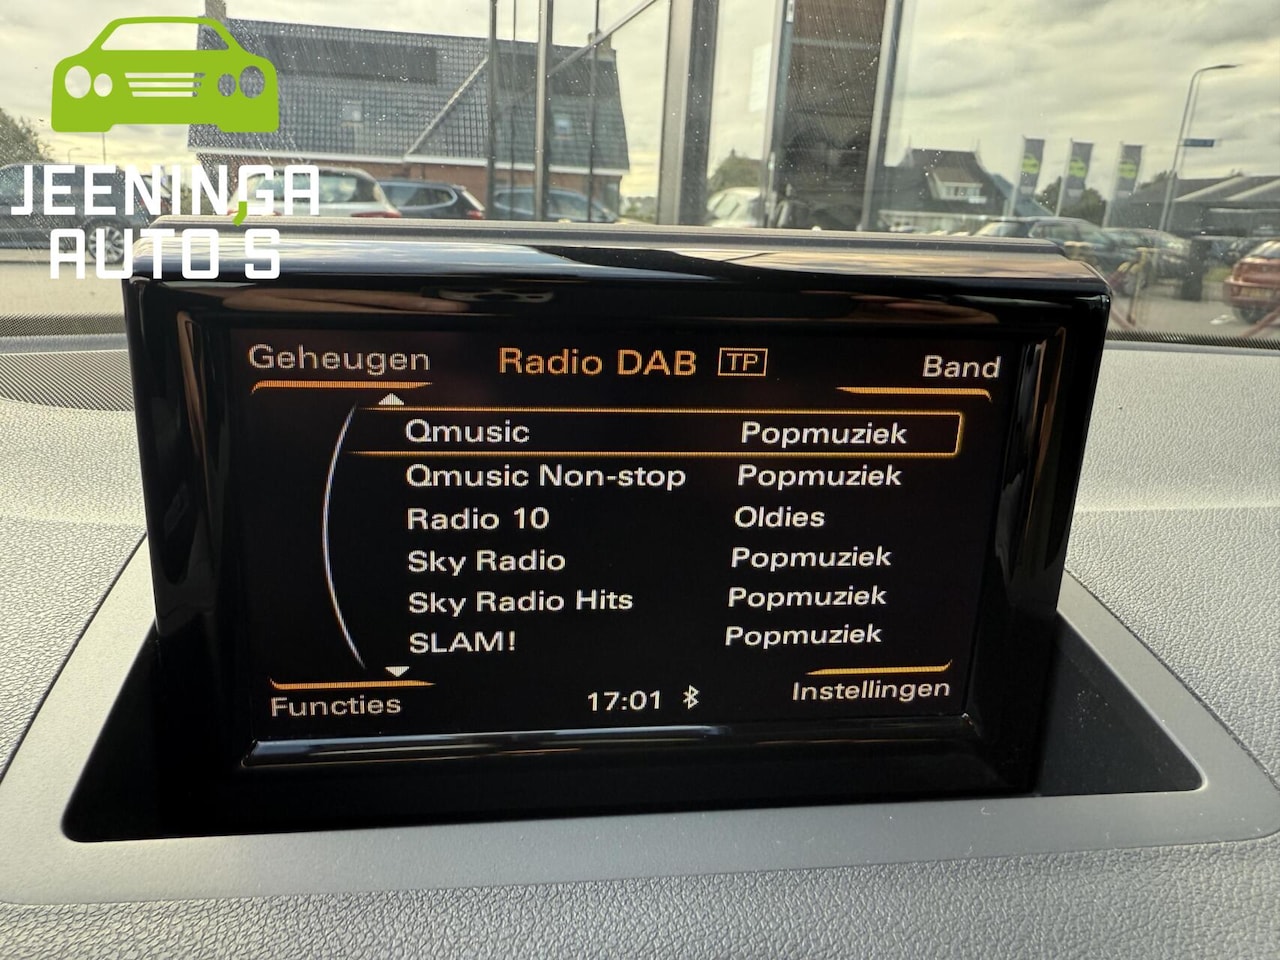 JEENINGA
AUTO'S
Geheugen Radio DAB TP Band
Qmusic Popmuziek
Qmusic Non-stop Popmuziek
Radio 10 Oldies
Sky Radio Popmuziek
Sky Radio Hits Popmuziek
SLAM! Popmuziek
Functies 17:01 Instellingen